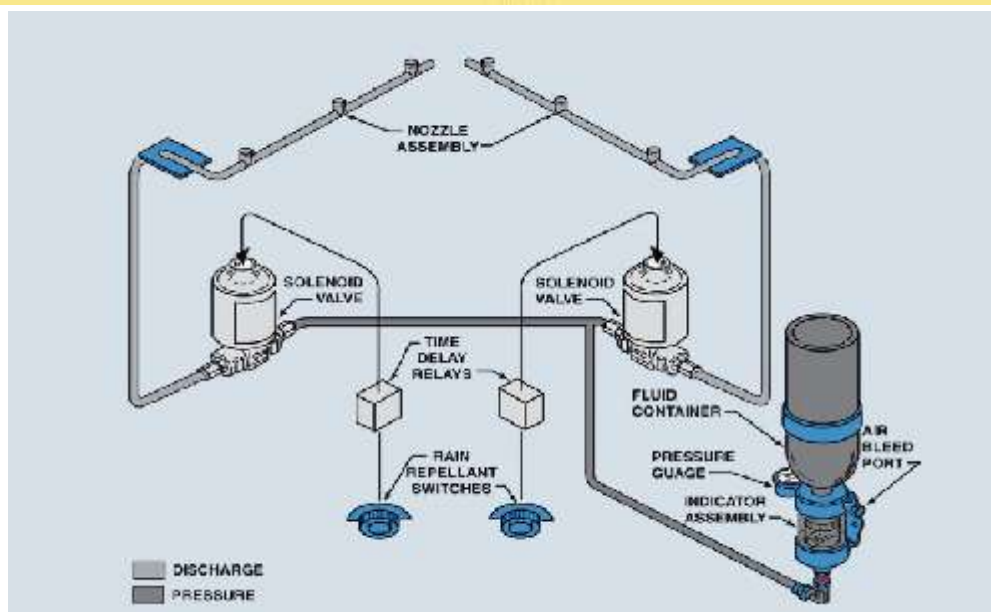 NOZZLE
ASSEMBLY
SOLENOID
VALVE
SOLENOID
VALVE
TIME
DELAY
RELAYS
FLUID
CONTAINER
AIR
BLEED
PORT
PRESSURE
GUAGE
RAIN
REPELLANT
SWITCHES
INDICATOR
ASSEMBLY
DISCHARGE
PRESSURE